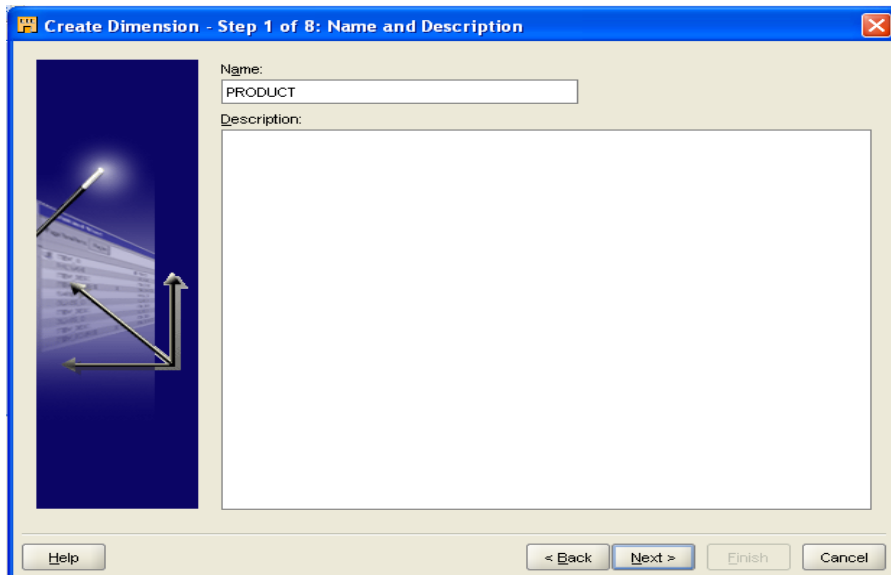 Create Dimension - Step 1 of 8: Name and Description
Name:
PRODUCT
Description:
Help
< Back
Next >
Finish
Cancel